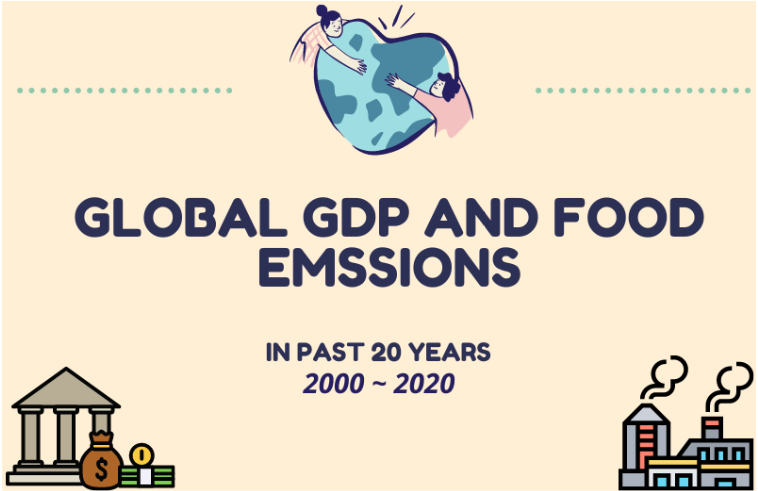 GLOBAL GDP AND FOOD
EMSSIONS
IN PAST 20 YEARS
2000 ~ 2020
$